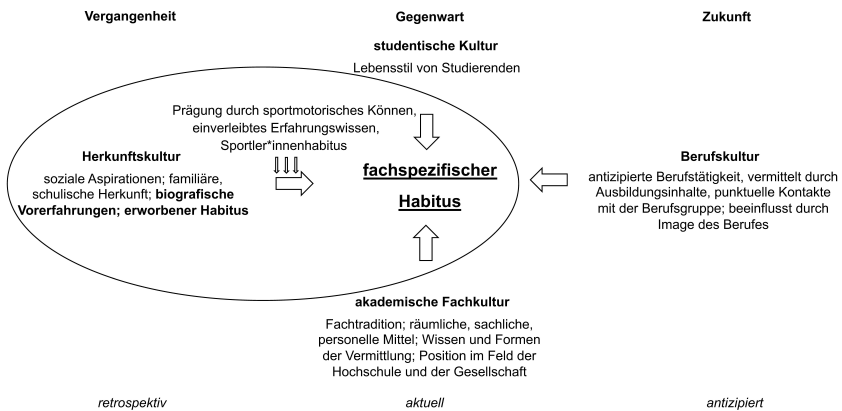 Vergangenheit
Gegenwart
Zukunft
studentische Kultur
Lebensstil von Studierenden
Prägung durch sportmotorisches Können,
einverleibtes Erfahrungswissen,
Sportler*innenhabitus
Herkunftskultur
soziale Aspirationen; familiäre,
schulische Herkunft; biografische
Vorerfahrungen; erworbener Habitus
fachspezifischer
Habitus
Berufskultur
antizipierte Berufstätigkeit, vermittelt durch
Ausbildungsinhalte, punktuelle Kontakte
mit der Berufsgruppe; beeinflusst durch
Image des Berufes
akademische Fachkultur
Fachtradition; räumliche, sachliche,
personelle Mittel; Wissen und Formen
der Vermittlung; Position im Feld der
Hochschule und der Gesellschaft
retrospektiv
aktuell
antizipiert